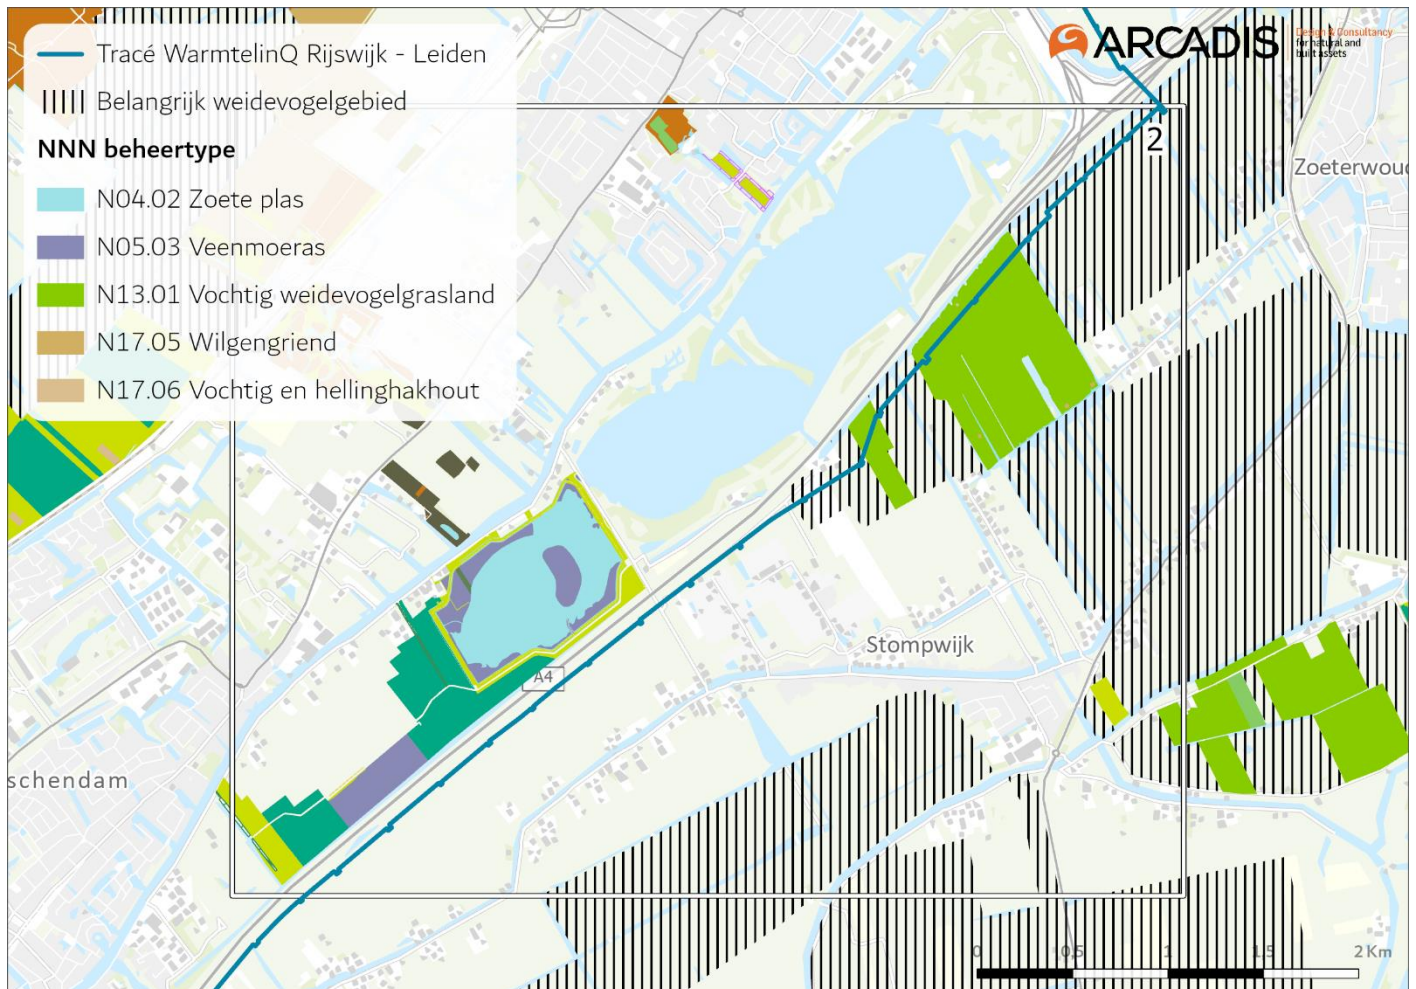 Tracé WarmtelinQ Rijswijk - Leiden
Belangrijk weidevogelgebied
NNN beheertype
N04.02 Zoete plas
N05.03 Veenmoeras
N13.01 Vochtig weidevogelgrasland
N17.05 Wilgengriend
N17.06 Vochtig en hellinghakhout
ARCADIS
Design & Consultancy
for natural and
built assets
2
Zoeterwoud
Stompwijk
A4
schendam
0 0,5 1 1,5 2 Km